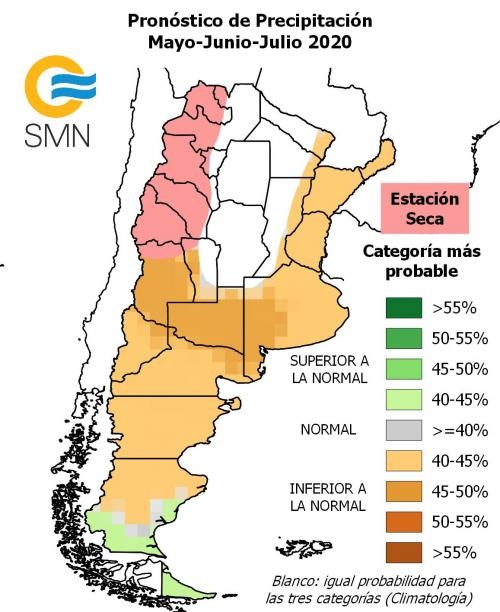 Pronóstico de Precipitación
Mayo-Junio-Julio 2020
SMN
Estación
Seca
Categoría más
probable
>55%
50-55%
45-50%
SUPERIOR A
LA NORMAL
40-45%
NORMAL
>=40%
40-45%
INFERIOR A
LA NORMAL
45-50%
50-55%
>55%
Blanco: igual probabilidad para
las tres categorías (Climatología)